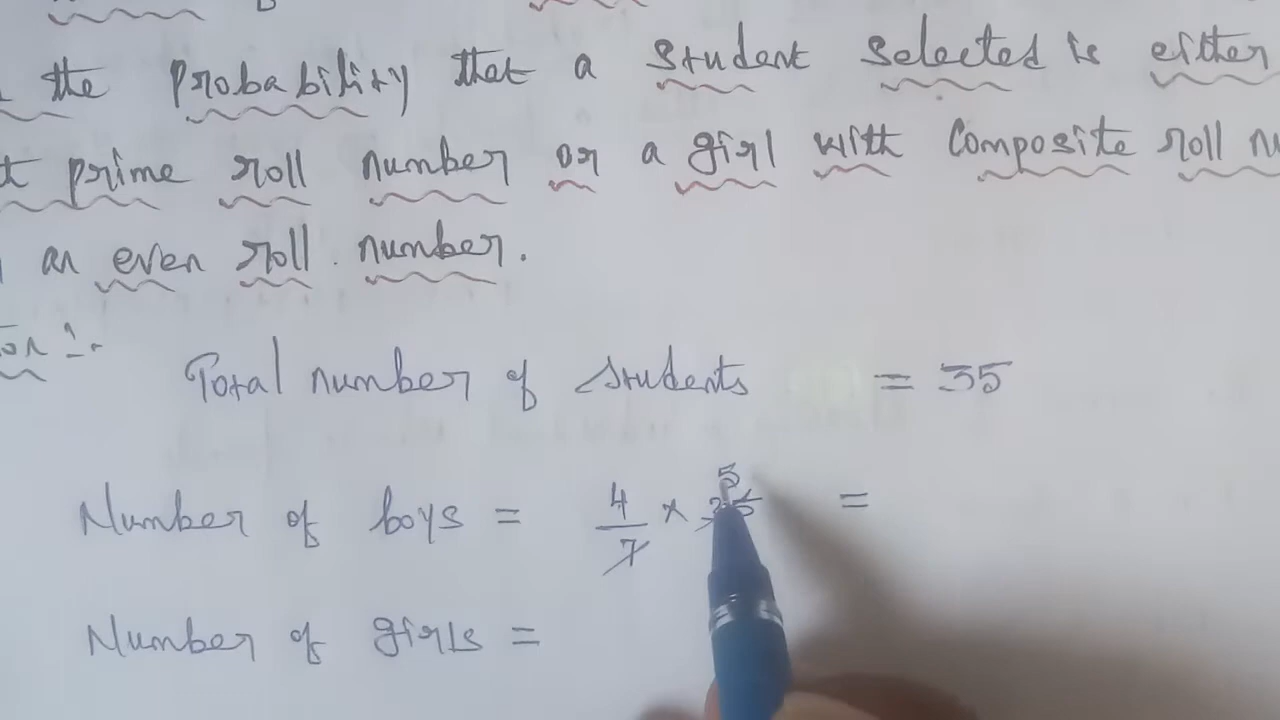 the probability that a student selected is either
prime roll number or a girl with composite roll
an even roll number.
Total number of students = 35
Number of boys = 4/7 × 35 5 =
Number of girls =